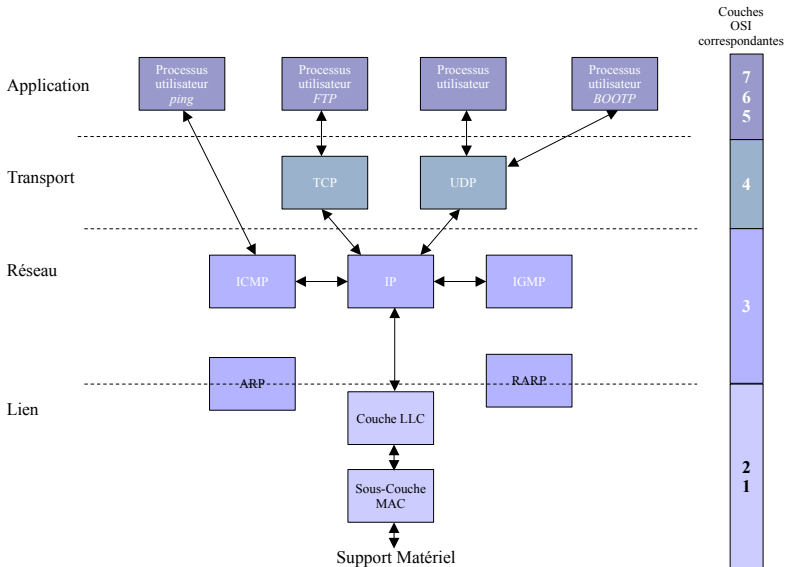 Couches
OSI
correspondantes
Application
Processus
utilisateur
ping
Processus
utilisateur
FTP
Processus
utilisateur
Processus
utilisateur
BOOTP
7
6
5
Transport
TCP
UDP
4
Réseau
ICMP
IP
IGMP
3
ARP
RARP
Lien
Couche LLC
Sous-Couche
MAC
2
1
Support Matériel